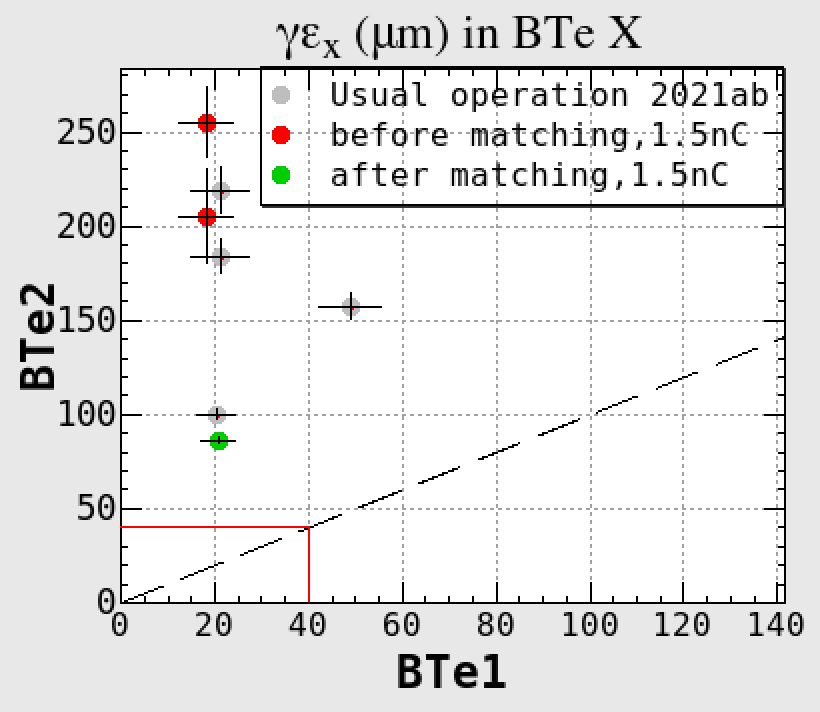 γεx (μm) in BTe X
Usual operation 2021ab
before matching,1.5nC
after matching,1.5nC
BTe2
250
200
150
100
50
0
0 20 40 60 80 100 120 140
BTe1